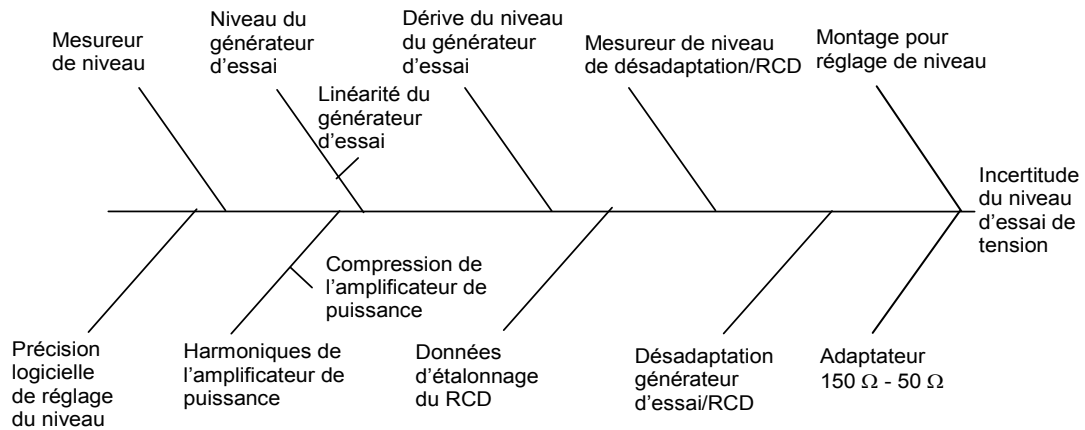 Mesureur
de niveau
Niveau du
générateur
d’essai
Linéarité du
générateur
d’essai
Dérive du niveau
du générateur
d’essai
Mesureur de niveau
de désadaptation/RCD
Montage pour
réglage de niveau
Incertitude
du niveau
d’essai de
tension
Précision
logicielle
de réglage
du niveau
Harmoniques de
l’amplificateur de
puissance
Compression de
l’amplificateur de
puissance
Données
d’étalonnage
du RCD
Désadaptation
générateur
d’essai/RCD
Adaptateur
150 Ω - 50 Ω